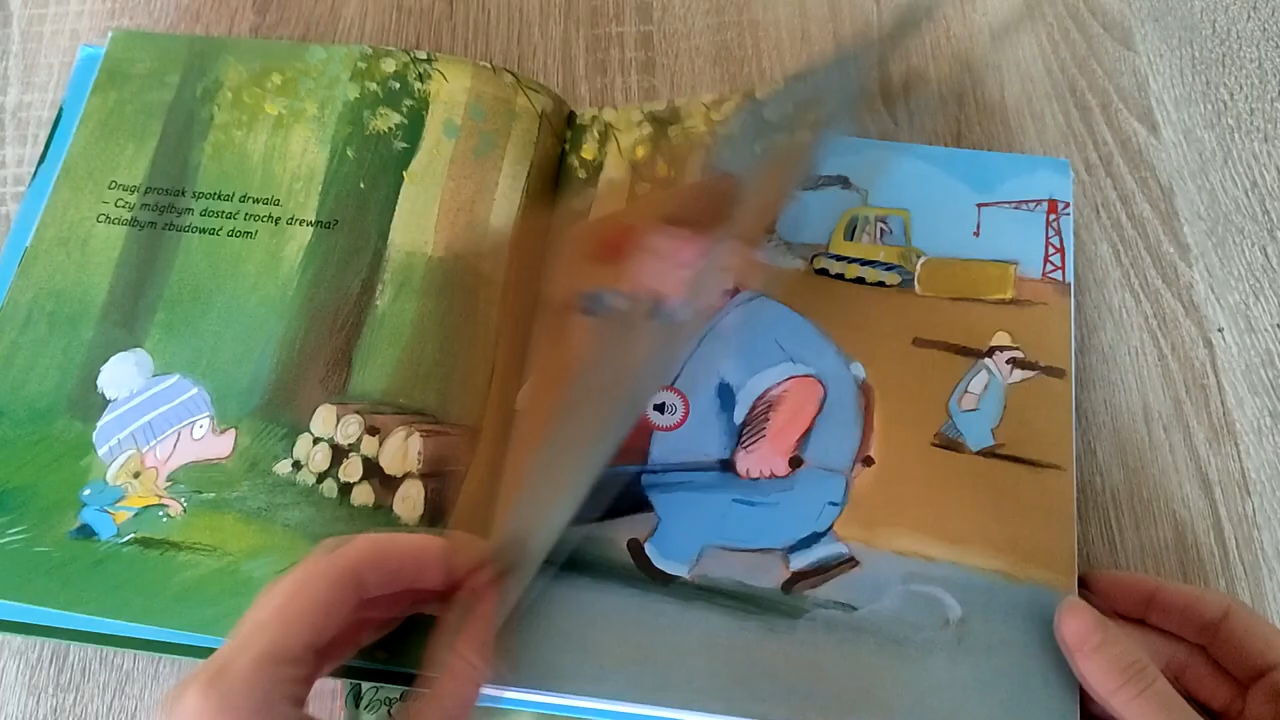 Drugi prosiak spotkał drwala.
– Czy mógłbym dostać trochę drewna?
Chciałbym zbudować dom!